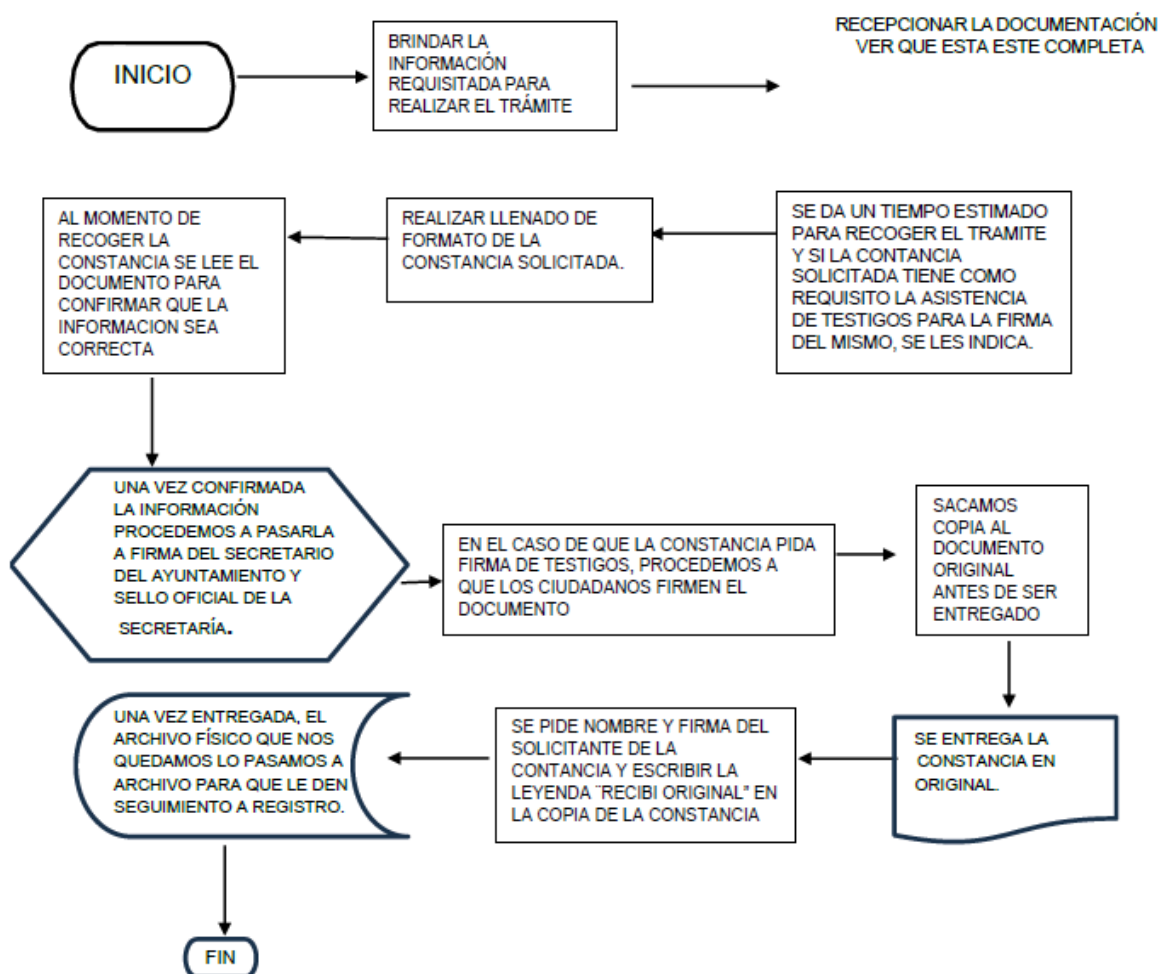 INICIO
BRINDAR LA
INFORMACIÓN
REQUISITADA PARA
REALIZAR EL TRÁMITE
RECEPCIONAR LA DOCUMENTACIÓN
VER QUE ESTA ESTE COMPLETA
SE DA UN TIEMPO ESTIMADO
PARA RECOGER EL TRAMITE
Y SI LA CONTANCIA
SOLICITADA TIENE COMO
REQUISITO LA ASISTENCIA
DE TESTIGOS PARA LA FIRMA
DEL MISMO, SE LES INDICA.
REALIZAR LLENADO DE
FORMATO DE LA
CONSTANCIA SOLICITADA.
AL MOMENTO DE
RECOGER LA
CONSTANCIA SE LEE EL
DOCUMENTO PARA
CONFIRMAR QUE LA
INFORMACION SEA
CORRECTA
UNA VEZ CONFIRMADA
LA INFORMACIÓN
PROCEDEMOS A PASARLA
A FIRMA DEL SECRETARIO
DEL AYUNTAMIENTO Y
SELLO OFICIAL DE LA
SECRETARÍA.
EN EL CASO DE QUE LA CONSTANCIA PIDA
FIRMA DE TESTIGOS, PROCEDEMOS A
QUE LOS CIUDADANOS FIRMEN EL
DOCUMENTO
SACAMOS
COPIA AL
DOCUMENTO
ORIGINAL
ANTES DE SER
ENTREGADO
SE ENTREGA LA
CONSTANCIA EN
ORIGINAL.
SE PIDE NOMBRE Y FIRMA DEL
SOLICITANTE DE LA
CONTANCIA Y ESCRIBIR LA
LEYENDA ¨RECIBI ORIGINAL" EN
LA COPIA DE LA CONSTANCIA
UNA VEZ ENTREGADA, EL
ARCHIVO FÍSICO QUE NOS
QUEDAMOS LO PASAMOS A
ARCHIVO PARA QUE LE DEN
SEGUIMIENTO A REGISTRO.
FIN